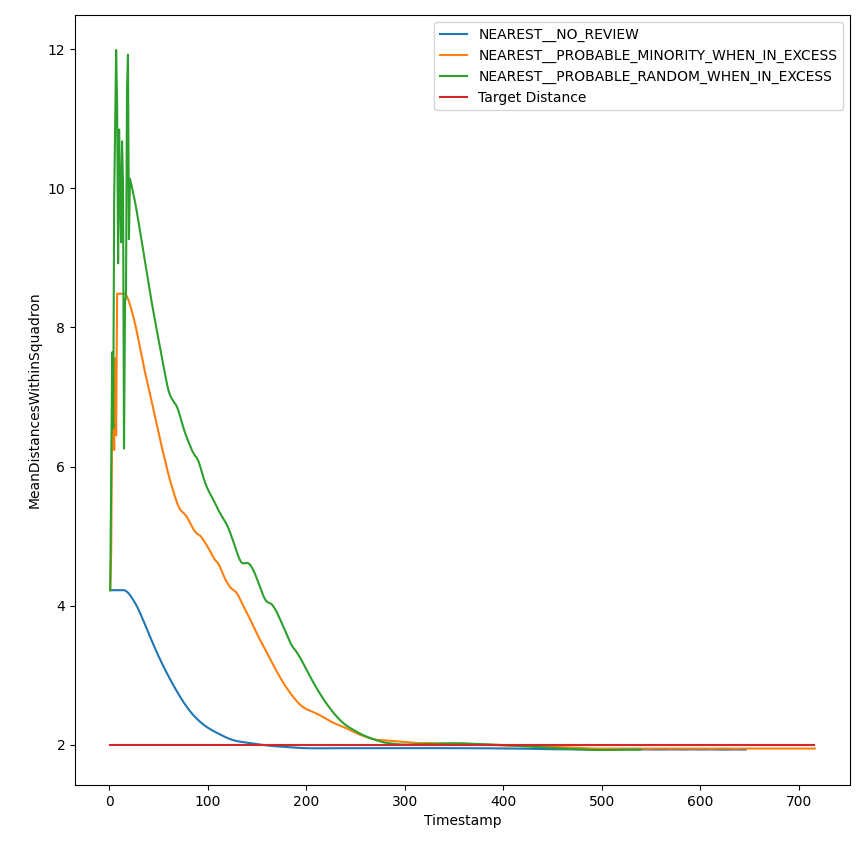 NEAREST__NO_REVIEW
NEAREST__PROBABLE_MINORITY_WHEN_IN_EXCESS
NEAREST__PROBABLE_RANDOM_WHEN_IN_EXCESS
Target Distance
12
10
8
6
4
2
MeanDistancesWithinSquadron
0 100 200 300 400 500 600 700
Timestamp